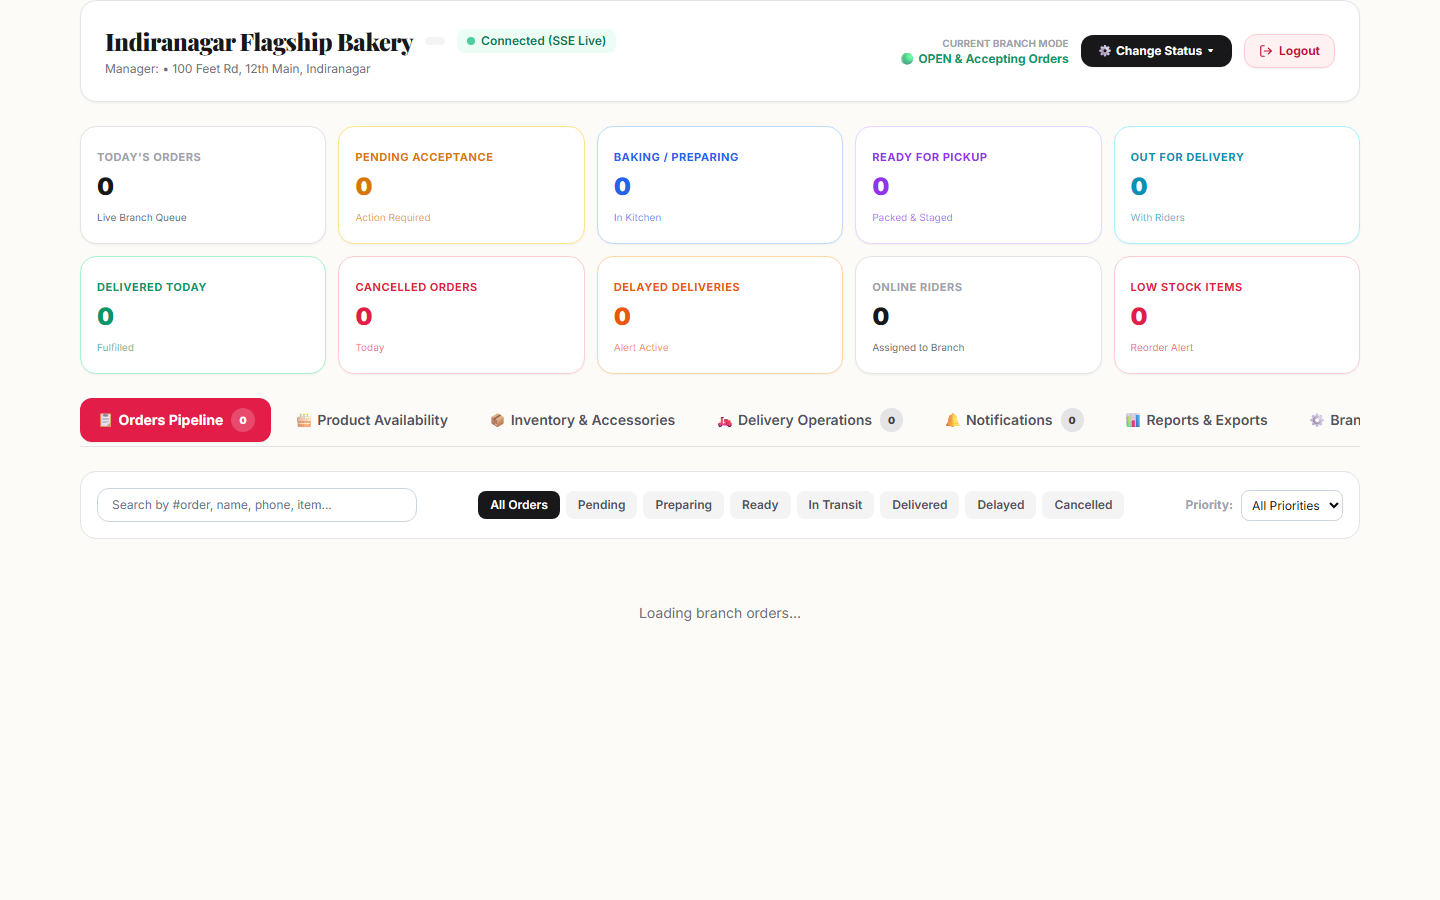 Indiranagar Flagship Bakery
Connected (SSE Live)
Manager: • 100 Feet Rd, 12th Main, Indiranagar
CURRENT BRANCH MODE
OPEN & Accepting Orders
Change Status
Logout
TODAY'S ORDERS
0
Live Branch Queue
PENDING ACCEPTANCE
0
Action Required
BAKING / PREPARING
0
In Kitchen
READY FOR PICKUP
0
Packed & Staged
OUT FOR DELIVERY
0
With Riders
DELIVERED TODAY
0
Fulfilled
CANCELLED ORDERS
0
Today
DELAYED DELIVERIES
0
Alert Active
ONLINE RIDERS
0
Assigned to Branch
LOW STOCK ITEMS
0
Reorder Alert
Orders Pipeline 0
Product Availability
Inventory & Accessories
Delivery Operations 0
Notifications 0
Reports & Exports
Bran
Search by #order, name, phone, item...
All Orders
Pending
Preparing
Ready
In Transit
Delivered
Delayed
Cancelled
Priority:
All Priorities
Loading branch orders...